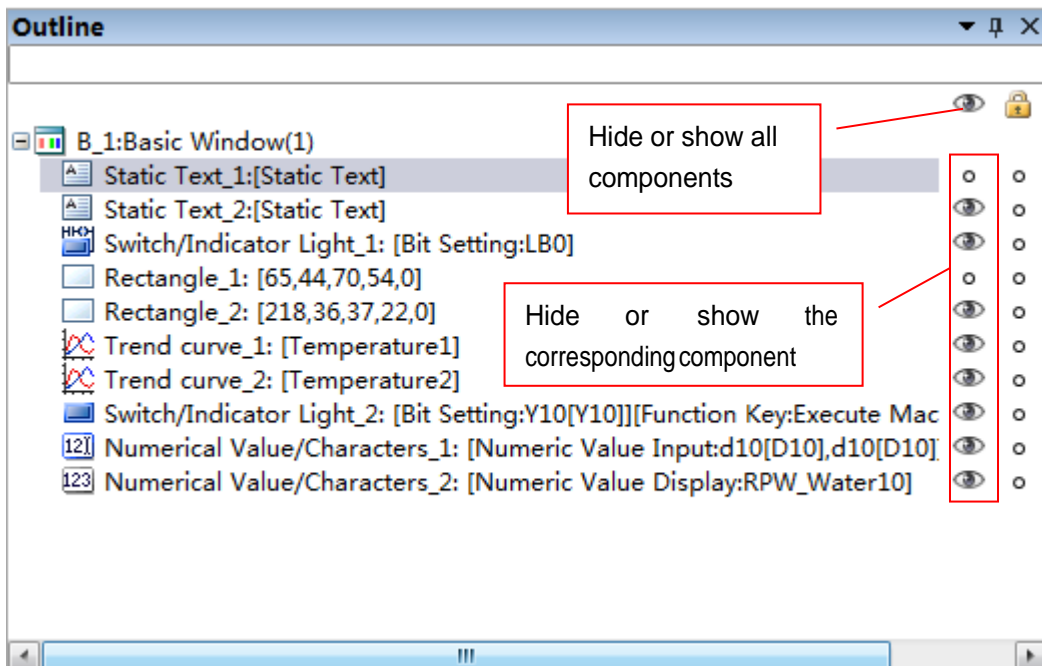 Outline
Hide or show all
components
B_1:Basic Window(1)
Static Text_1:[Static Text]
Static Text_2:[Static Text]
Switch/Indicator Light_1: [Bit Setting:LB0]
Rectangle_1: [65,44,70,54,0]
Rectangle_2: [218,36,37,22,0]
Hide or show the
corresponding component
Trend curve_1: [Temperature1]
Trend curve_2: [Temperature2]
Switch/Indicator Light_2: [Bit Setting:Y10[Y10]][Function Key:Execute Mac
Numerical Value/Characters_1: [Numeric Value Input:d10[D10],d10[D10]
Numerical Value/Characters_2: [Numeric Value Display:RPW_Water10]